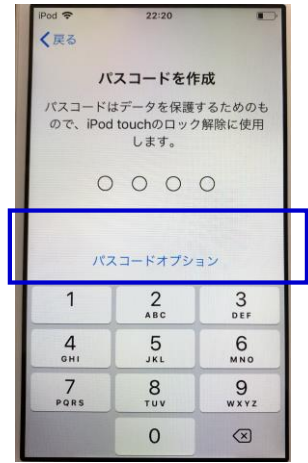 iPod 22:20
戻る
パスコードを作成
パスコードはデータを保護するためのも
ので、iPod touchのロック解除に使用
します。
パスコードオプション
1 2 3
ABC DEF
4 5 6
GHI JKL MNO
7 8 9
PQRS TUV WXYZ
0